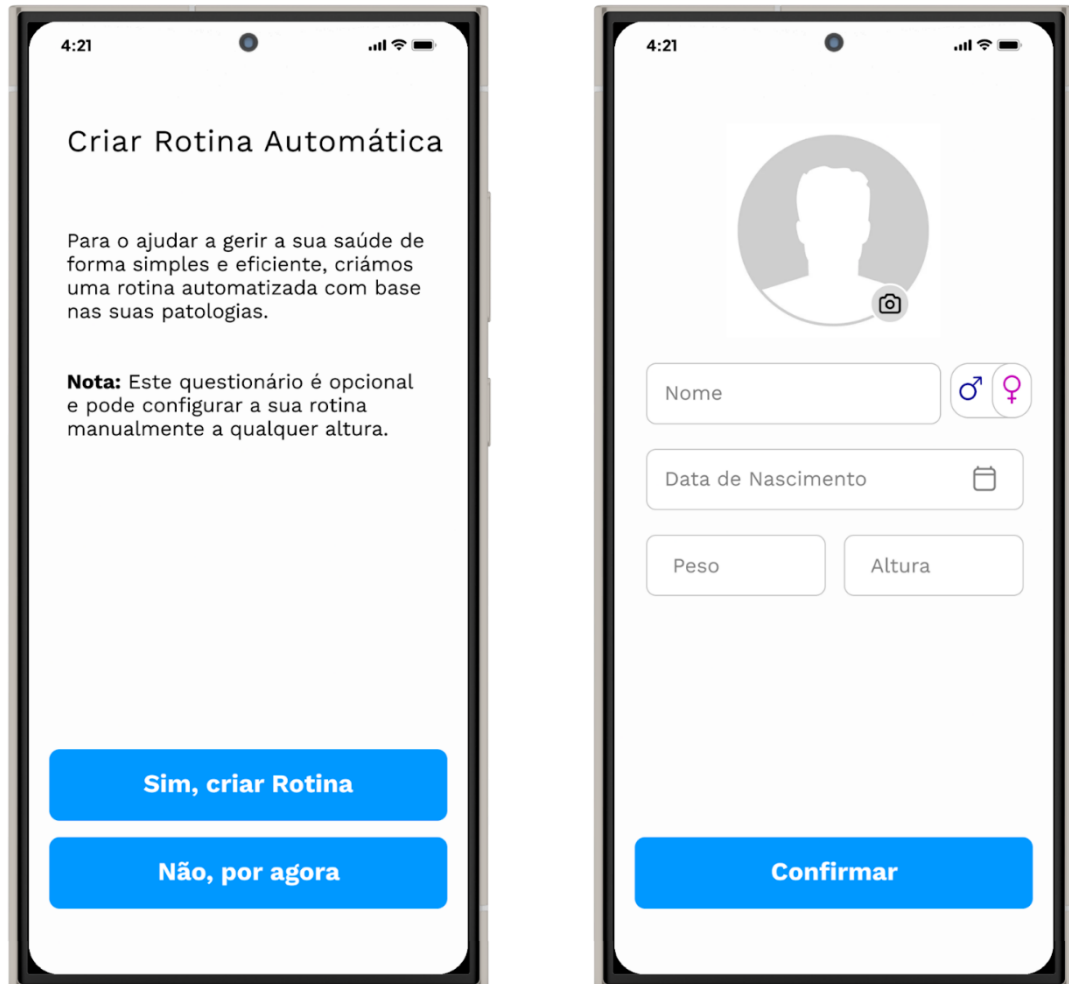 4:21
Criar Rotina Automática
Para o ajudar a gerir a sua saúde de
forma simples e eficiente, criámos
uma rotina automatizada com base
nas suas patologias.
Nota: Este questionário é opcional
e pode configurar a sua rotina
manualmente a qualquer altura.
Sim, criar Rotina
Não, por agora
4:21
Nome
Data de Nascimento
Peso
Altura
Confirmar